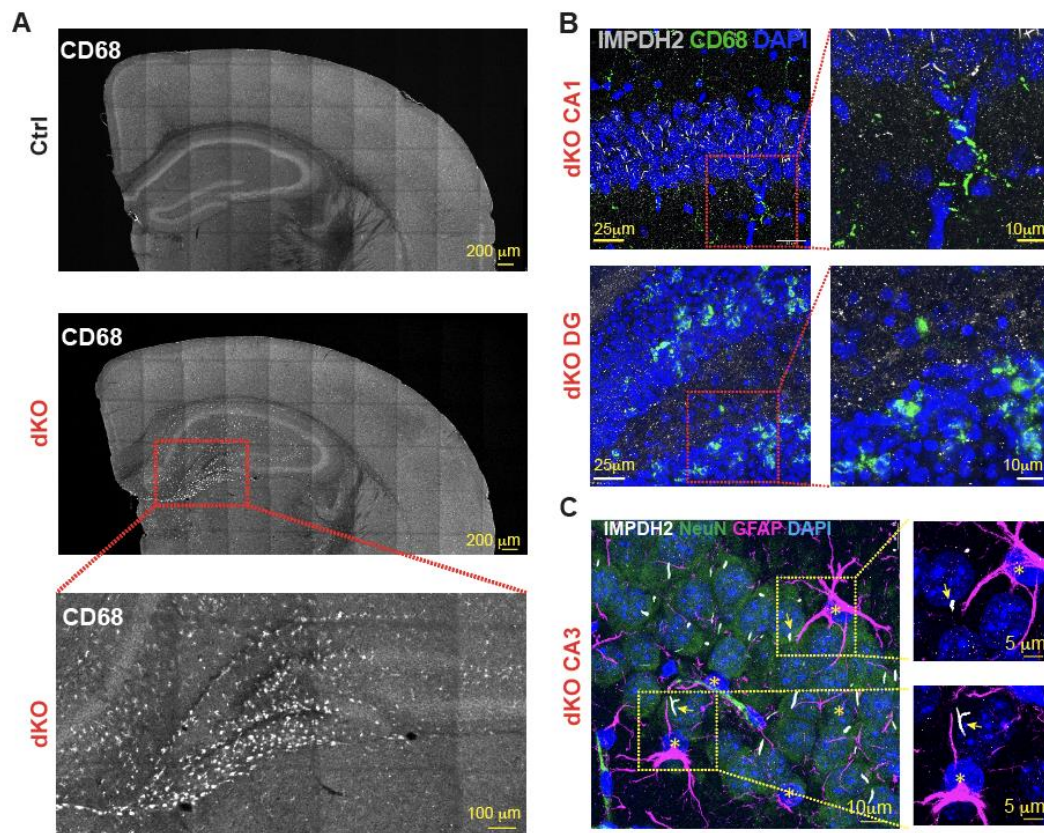 A
CD68
Ctrl
200 μm
CD68
dKO
200 μm
CD68
dKO
100 μm
B
IMPDH2 CD68 DAPI
dKO CA1
25μm
10μm
dKO DG
25μm
10μm
C
IMPDH2 NeuN GFAP DAPI
dKO CA3
*
*
*
*
*
10μm
*
5 μm
*
5 μm